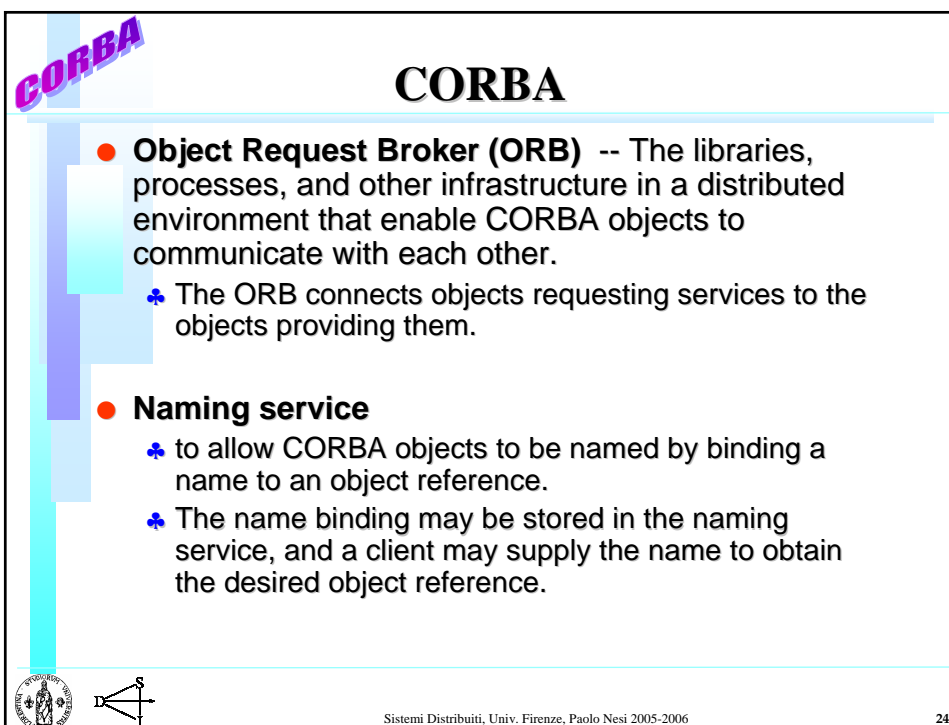 CORBA
CORBA
Object Request Broker (ORB) -- The libraries,
processes, and other infrastructure in a distributed
environment that enable CORBA objects to
communicate with each other.
The ORB connects objects requesting services to the
objects providing them.
Naming service
to allow CORBA objects to be named by binding a
name to an object reference.
The name binding may be stored in the naming
service, and a client may supply the name to obtain
the desired object reference.
D S I
Sistemi Distribuiti, Univ. Firenze, Paolo Nesi 2005-2006
24